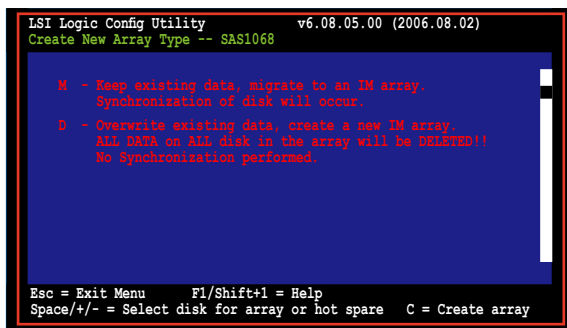 LSI Logic Config Utility v6.08.05.00 (2006.08.02)
Create New Array Type -- SAS1068
M - Keep existing data, migrate to an IM array.
Synchronization of disk will occur.
D - Overwrite existing data, create a new IM array.
ALL DATA on ALL disk in the array will be DELETED!!
No Synchronization performed.
Esc = Exit Menu F1/Shift+1 = Help
Space/+/- = Select disk for array or hot spare C = Create array